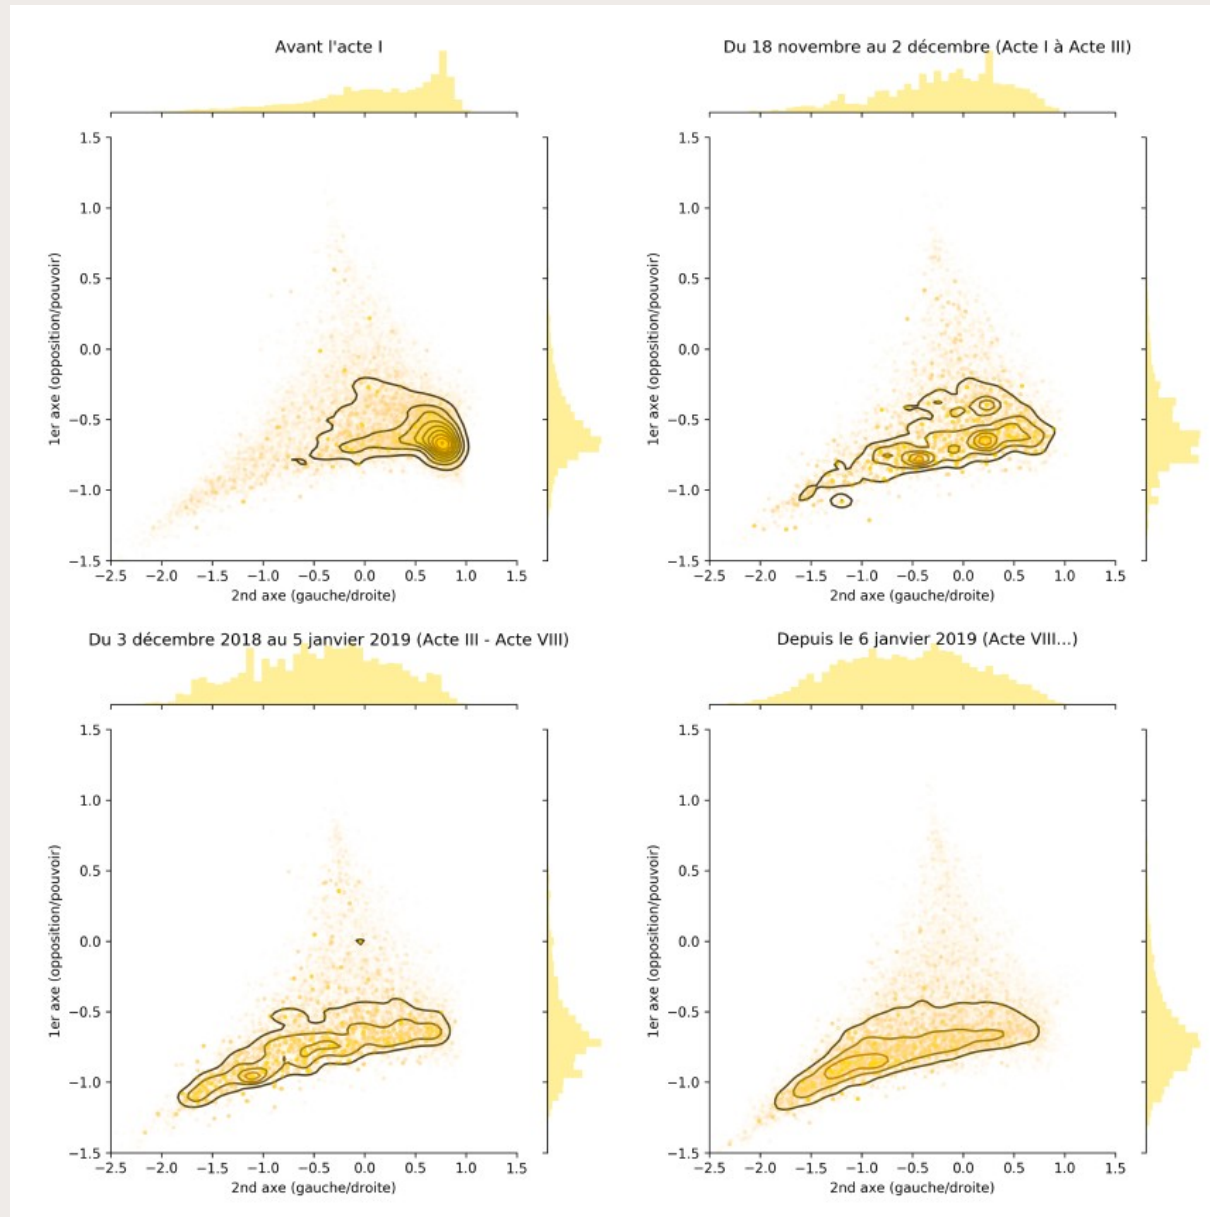 Avant l'acte I
1.5
1.0
0.5
0.0
−0.5
−1.0
−1.5
1er axe (opposition/pouvoir)
−2.5 −2.0 −1.5 −1.0 −0.5 0.0 0.5 1.0 1.5
2nd axe (gauche/droite)
Du 18 novembre au 2 décembre (Acte I à Acte III)
1.5
1.0
0.5
0.0
−0.5
−1.0
−1.5
1er axe (opposition/pouvoir)
−2.5 −2.0 −1.5 −1.0 −0.5 0.0 0.5 1.0 1.5
2nd axe (gauche/droite)
Du 3 décembre 2018 au 5 janvier 2019 (Acte III - Acte VIII)
1.5
1.0
0.5
0.0
−0.5
−1.0
−1.5
1er axe (opposition/pouvoir)
−2.5 −2.0 −1.5 −1.0 −0.5 0.0 0.5 1.0 1.5
2nd axe (gauche/droite)
Depuis le 6 janvier 2019 (Acte VIII...)
1.5
1.0
0.5
0.0
−0.5
−1.0
−1.5
1er axe (opposition/pouvoir)
−2.5 −2.0 −1.5 −1.0 −0.5 0.0 0.5 1.0 1.5
2nd axe (gauche/droite)